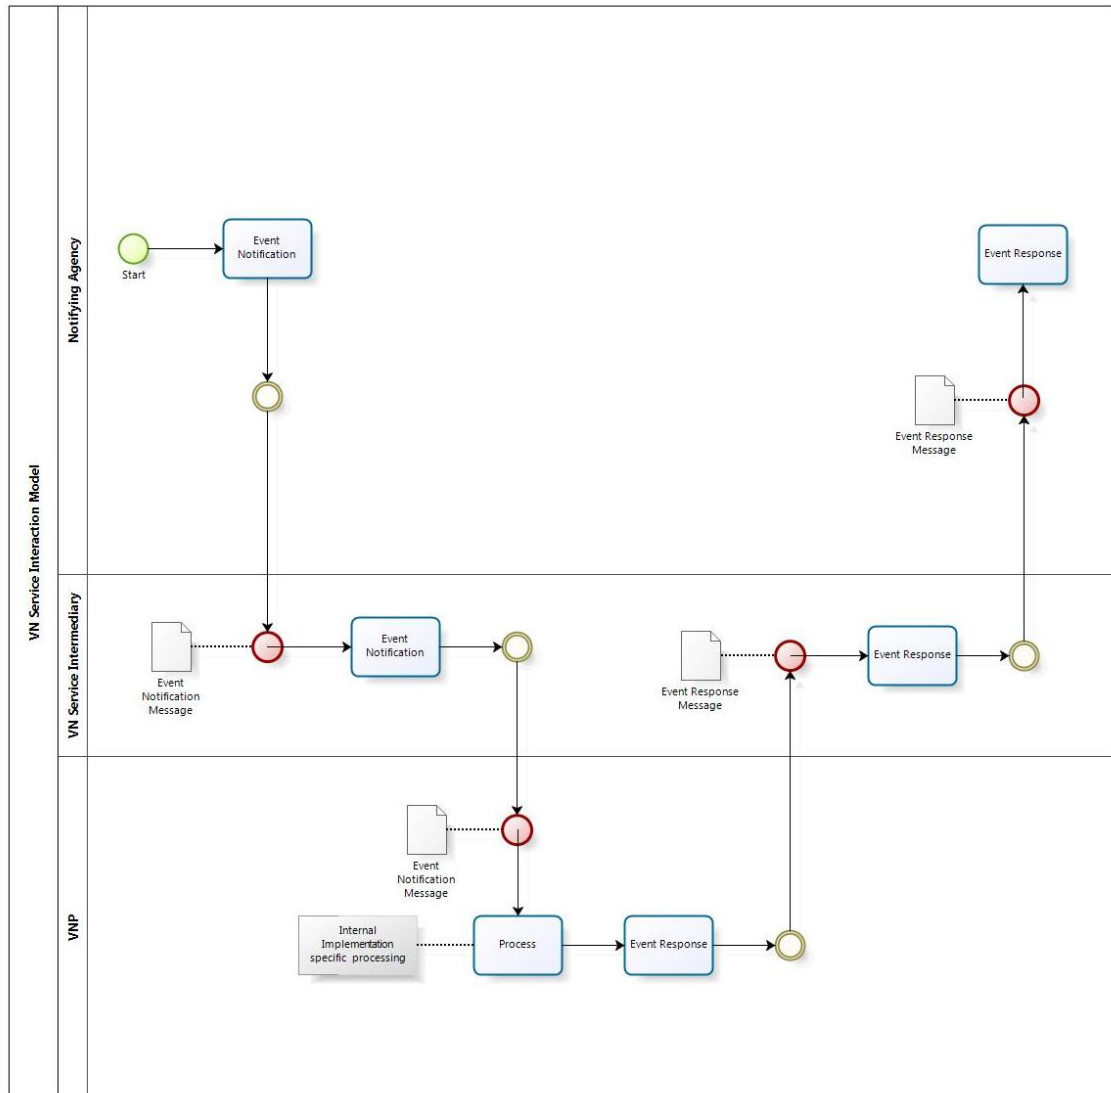 VN Service Interaction Model
Notifying Agency
Start
Event
Notification
Event Response
Event Response
Message
VN Service Intermediary
Event
Notification
Message
Event
Notification
Event Response
Message
Event Response
VNP
Event
Notification
Message
Internal
Implementation
specific processing
Process
Event Response